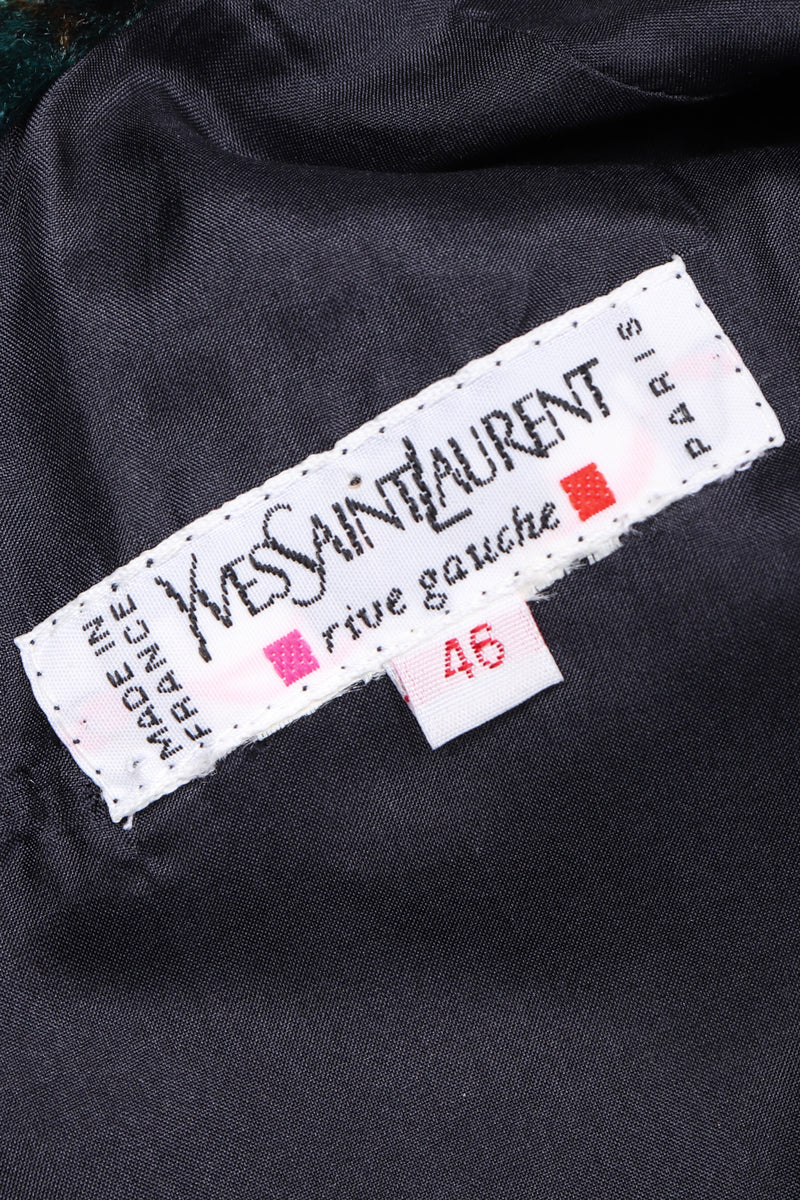 MADE IN
FRANCE
YVESSAINTLAURENT
rive gauche
PARIS
46